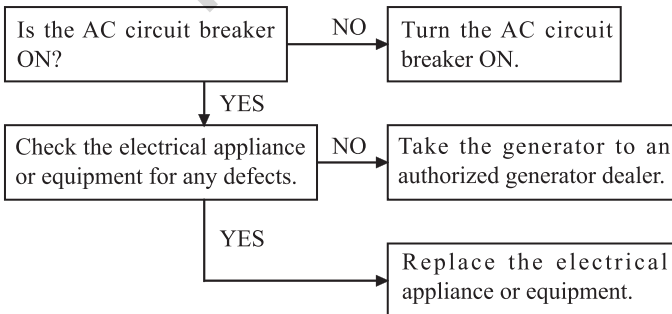 Is the AC circuit breaker
ON?
NO
Turn the AC circuit
breaker ON.
YES
Check the electrical appliance
or equipment for any defects.
NO
Take the generator to an
authorized generator dealer.
YES
Replace the electrical
appliance or equipment.